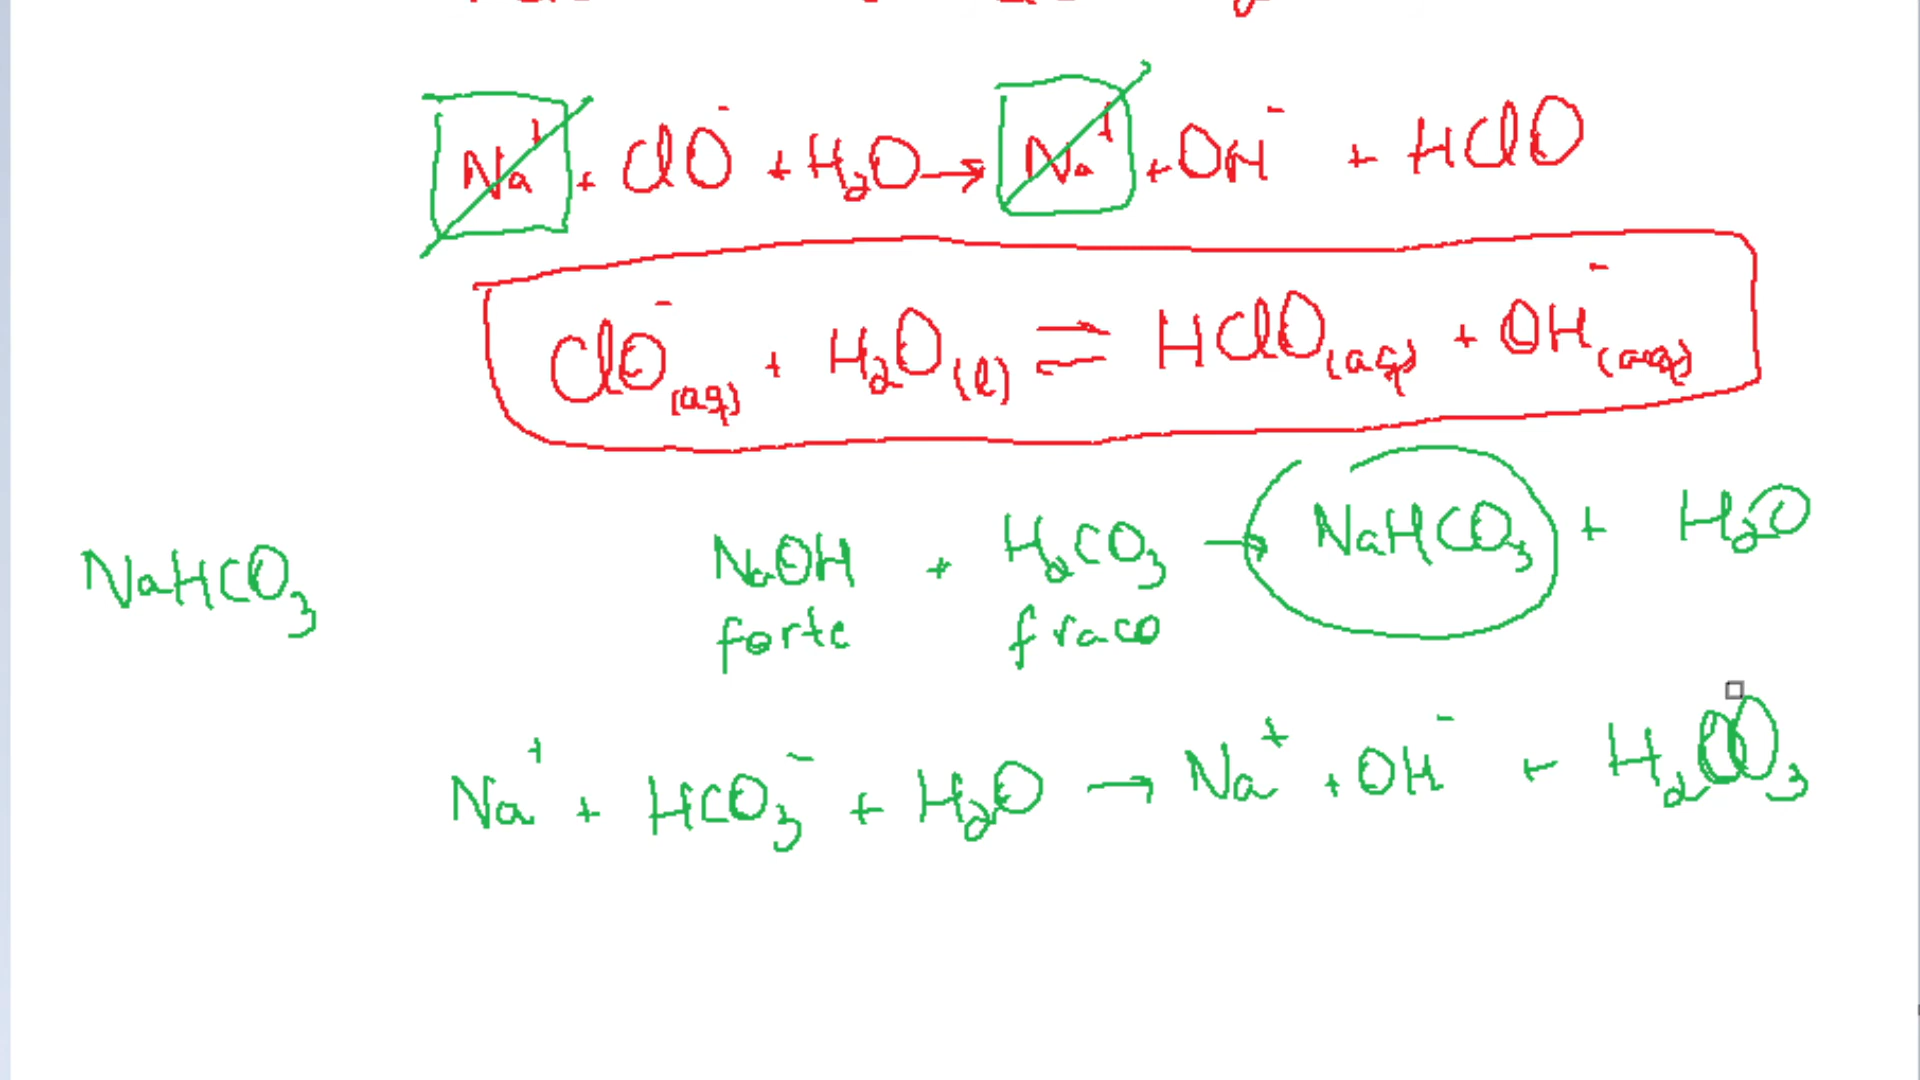 Na⁺ + ClO⁻ + H₂O → Na⁺ + OH⁻ + HClO
ClO⁻(aq) + H₂O(l) ⇌ HClO(aq) + OH⁻(aq)
NaHCO₃
NaOH + H₂CO₃ → NaHCO₃ + H₂O
forte fraco
Na⁺ + HCO₃⁻ + H₂O → Na⁺ + OH⁻ + H₂CO₃